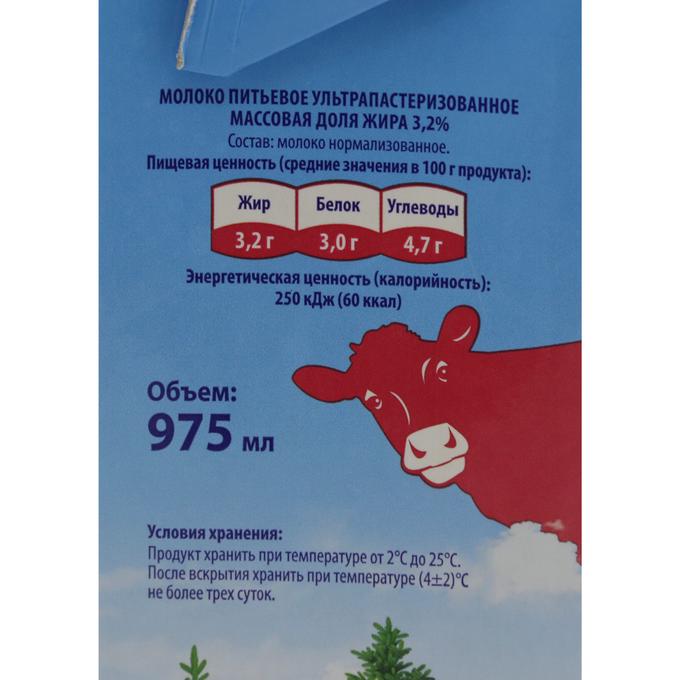 МОЛОКО ПИТЬЕВОЕ УЛЬТРАПАСТЕРИЗОВАННОЕ
МАССОВАЯ ДОЛЯ ЖИРА 3,2%
Состав: молоко нормализованное.
Пищевая ценность (средние значения в 100 г продукта):
Жир Белок Углеводы
3,2 г 3,0 г 4,7 г
Энергетическая ценность (калорийность):
250 кДж (60 ккал)
Объем:
975 мл
Условия хранения:
Продукт хранить при температуре от 2°С до 25°С.
После вскрытия хранить при температуре (4±2)°С
не более трех суток.